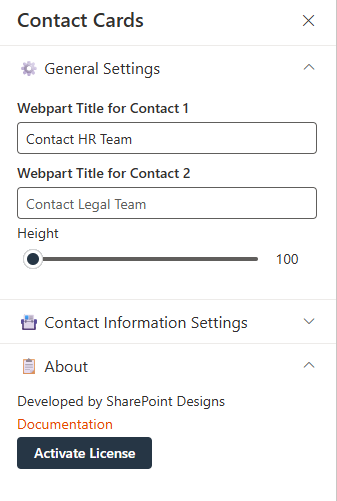 Contact Cards
General Settings
Webpart Title for Contact 1
Contact HR Team
Webpart Title for Contact 2
Contact Legal Team
Height
100
Contact Information Settings
About
Developed by SharePoint Designs
Documentation
Activate License